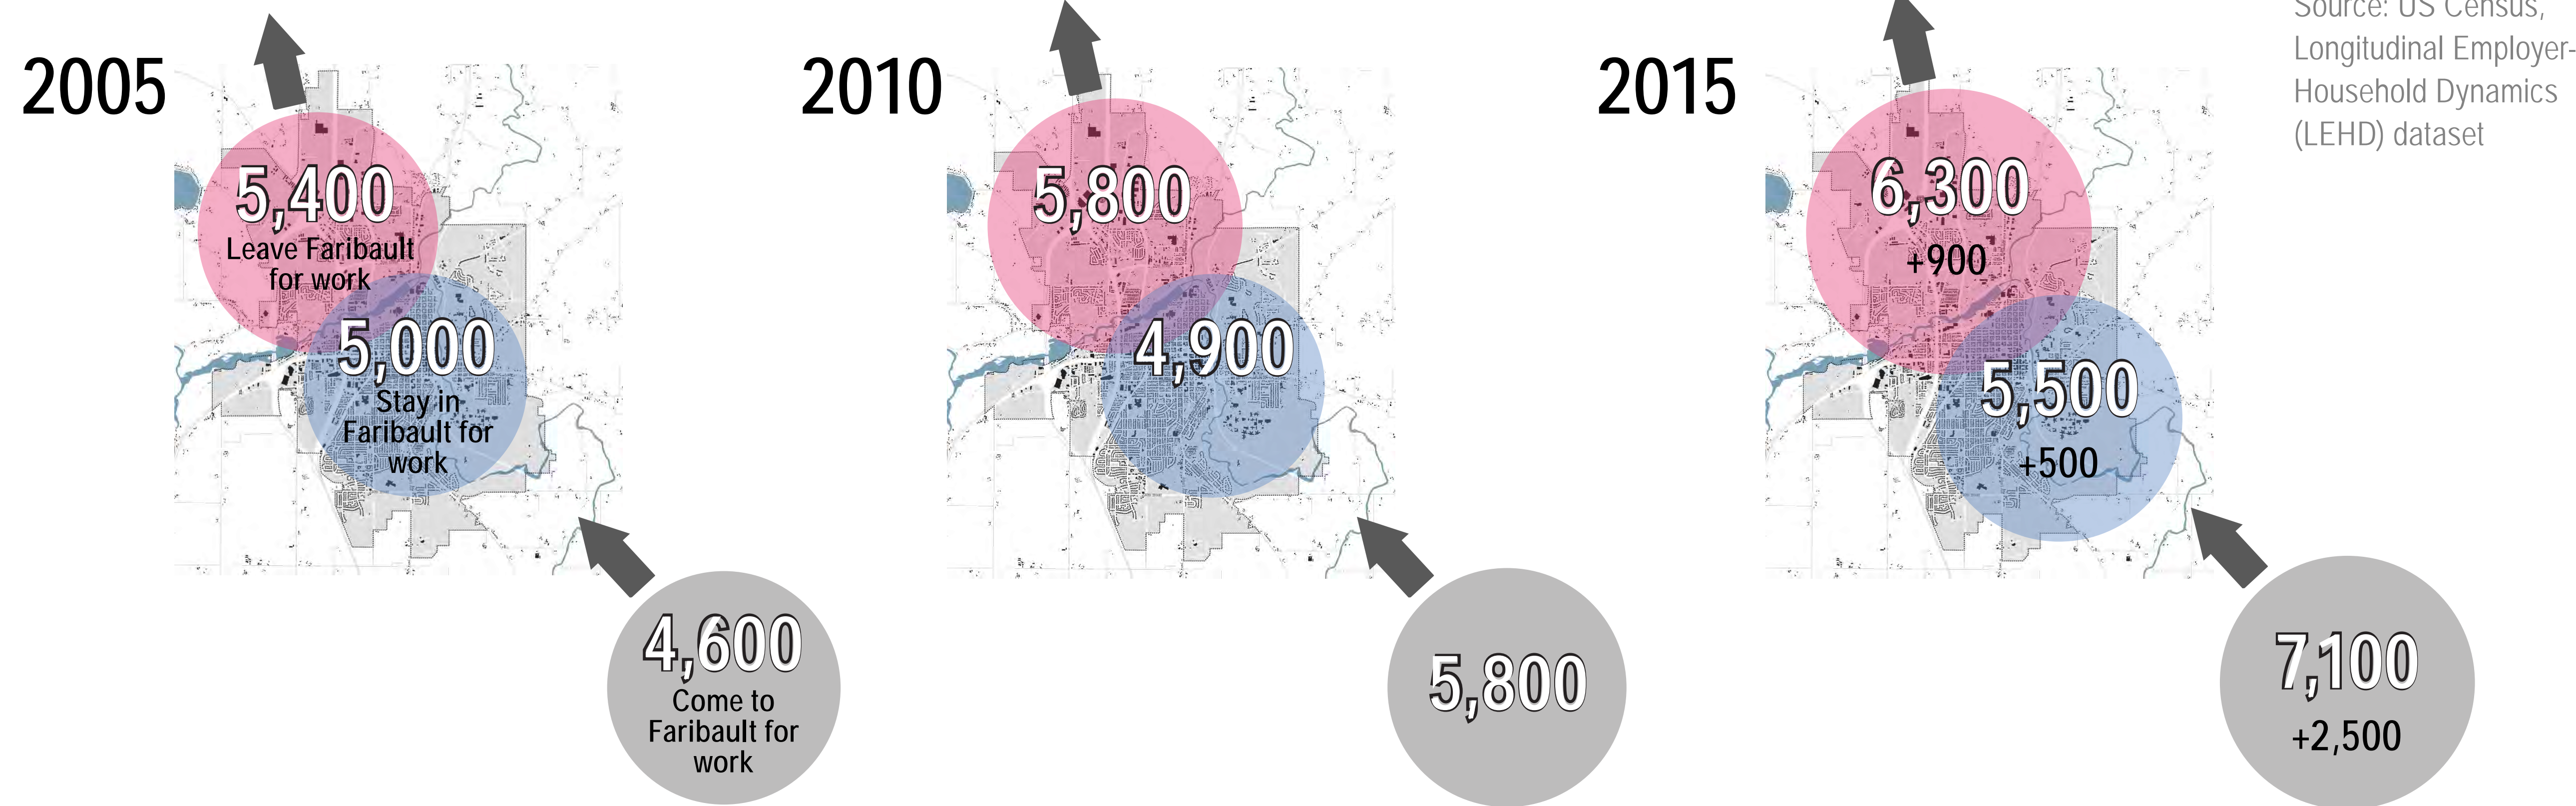 2005
5,400
Leave Faribault
for work
5,000
Stay in
Faribault for
work
4,600
Come to
Faribault for
work
2010
5,800
4,900
5,800
2015
6,300
+900
5,500
+500
7,100
+2,500
Source: US Census,
Longitudinal Employer-
Household Dynamics
(LEHD) dataset